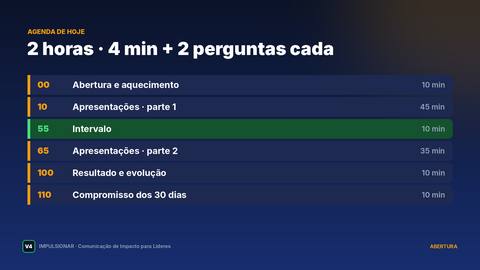 AGENDA DE HOJE
2 horas · 4 min + 2 perguntas cada
00 Abertura e aquecimento 10 min
10 Apresentações · parte 1 45 min
55 Intervalo 10 min
65 Apresentações · parte 2 35 min
100 Resultado e evolução 10 min
110 Compromisso dos 30 dias 10 min
V4 IMPULSIONAR · Comunicação de Impacto para Líderes ABERTURA